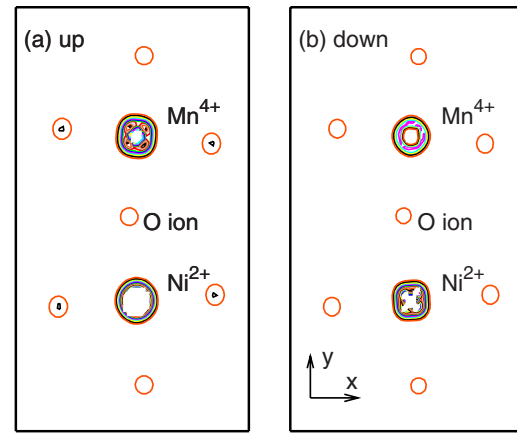 (a) up
Mn4+
O ion
Ni2+
(b) down
Mn4+
O ion
Ni2+
y
x